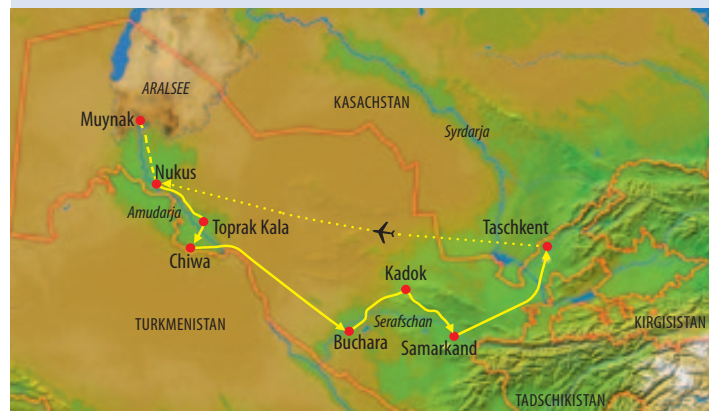 ARALSEE
KASACHSTAN
Muynak
Syrdarja
Nukus
Amudarja
Toprak Kala
Taschkent
Chiwa
Kadok
TURKMENISTAN
Serafschan
KIRGISISTAN
Buchara
Samarkand
TADSCHIKISTAN